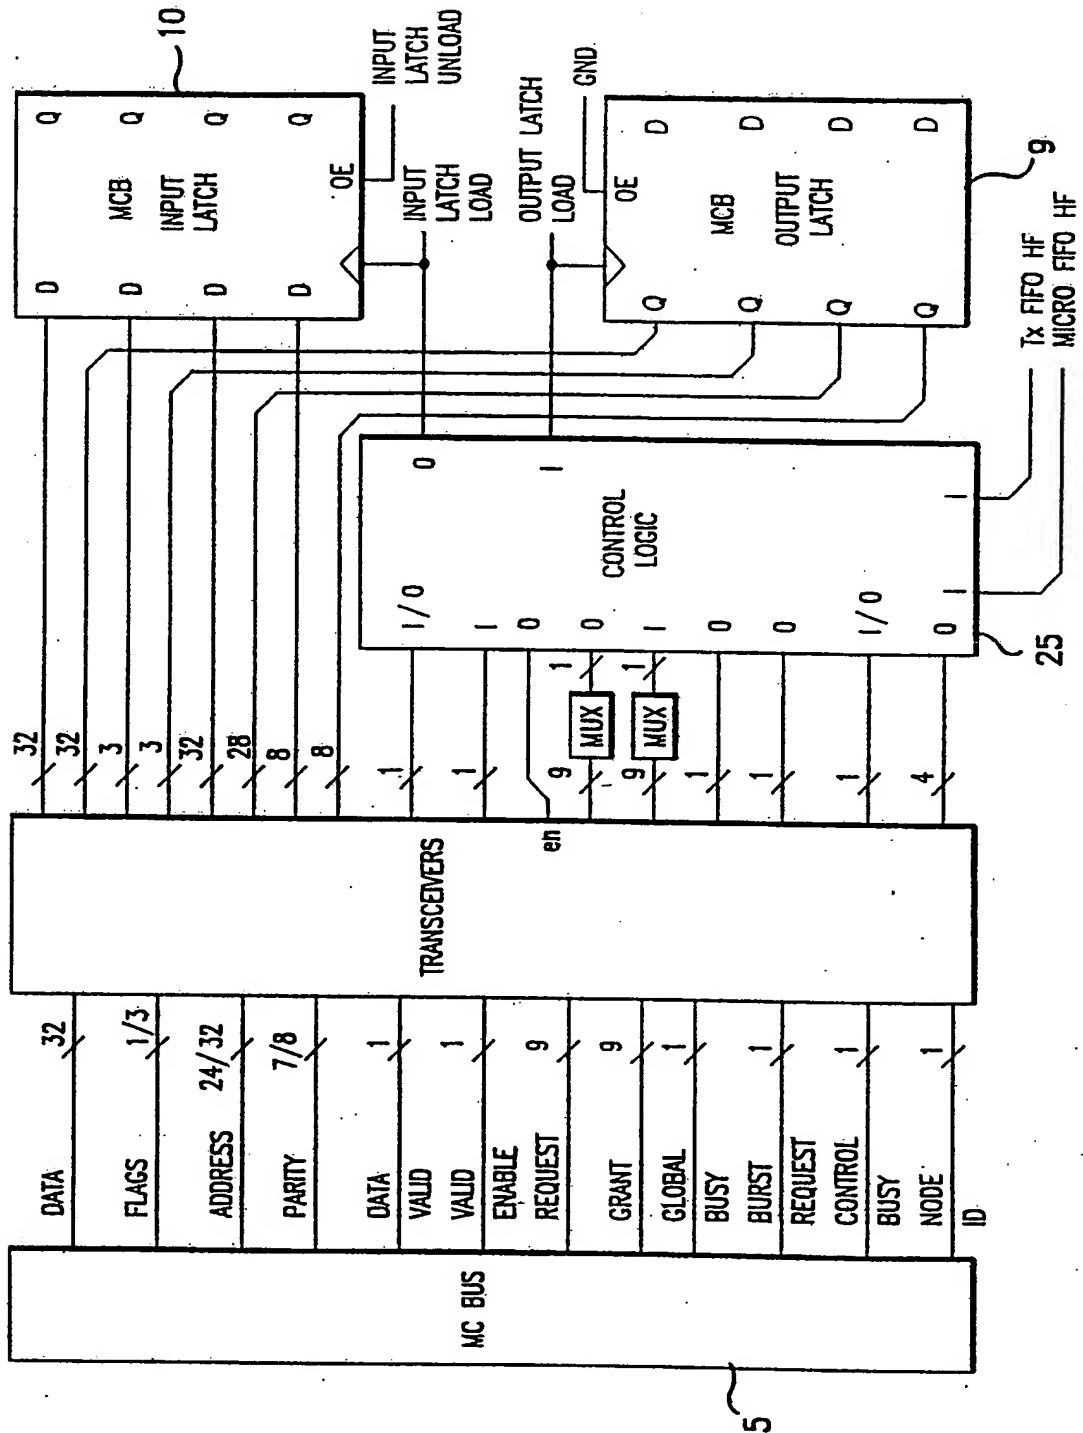 MC BUS
5
DATA
32
FLAGS
1/3
ADDRESS
24/32
PARTY
7/8
DATA
VALID
1
VALID
ENABLE
1
REQUEST
9
GRANT
9
GLOBAL
BUSY
1
BURST
REQUEST
1
CONTROL
BUSY
1
NODE
ID
1
TRANSCEIVERS
en
32
32
3
3
32
28
8
8
1
1
9
MUX
1
9
MUX
1
1
1
1
4
I/O
I
O
O
I
O
O
I/O
O
CONTROL
LOGIC
O
I
I
I
25
Tx FIFO HF
MICRO FIFO HF
D
D
D
D
MCB
INPUT
LATCH
Q
Q
Q
Q
OE
10
INPUT
LATCH
UNLOAD
INPUT
LATCH
LOAD
OUTPUT LATCH
LOAD
GND
OE
Q
Q
Q
Q
MCB
OUTPUT
LATCH
D
D
D
D
9